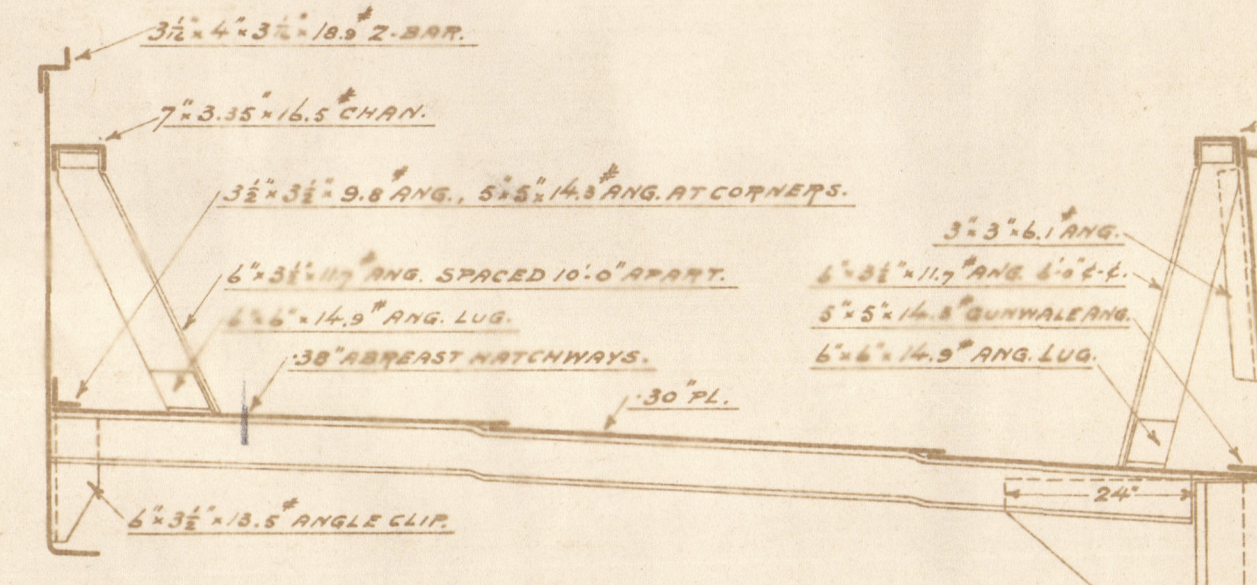 3½"×4"×3½"×18.9# Z-BAR.
7"×3.35"×16.5# CHAN.
3½"×3½"×9.8# ANG., 5"×5"×14.3# ANG. AT CORNERS.
6"×3½"×11.7# ANG. SPACED 10'-0" APART.
6"×6"×14.9# ANG. LUG.
.38" ABREAST HATCHWAYS.
.30" PL.
6"×3½"×13.5# ANGLE CLIP.
3"×3"×6.1# ANG.
6"×3½"×11.7# ANG. 6'-0" ¢-¢.
5"×5"×14.3# GUNWALE ANG.
6"×6"×14.9# ANG. LUG.
24"